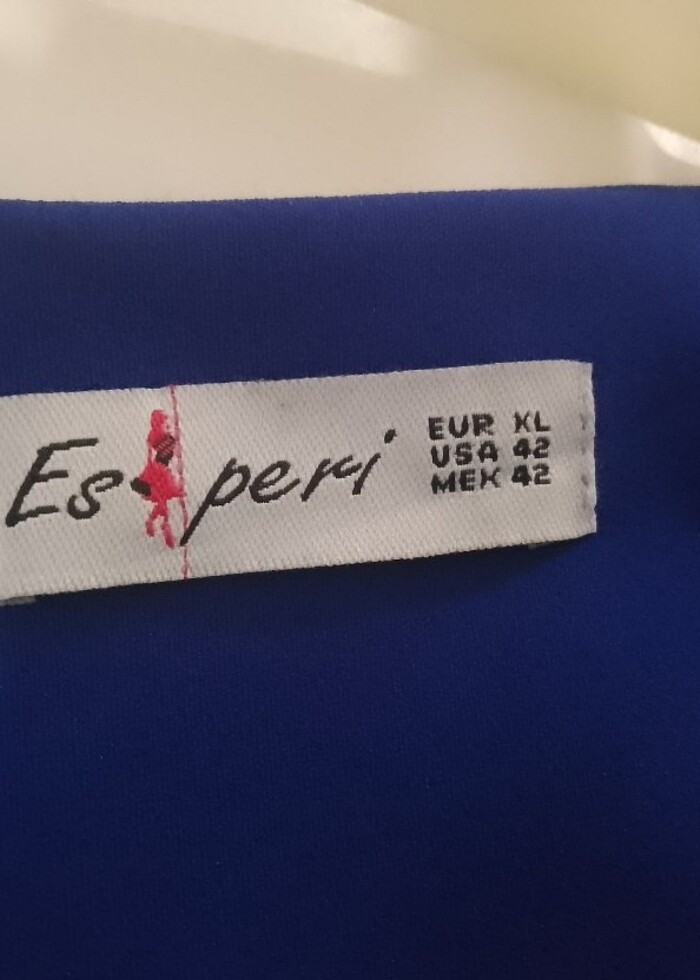 Es peri
EUR XL
USA 42
MEX 42